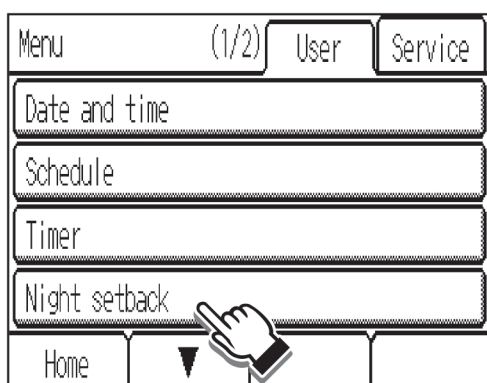 Menu (1/2) User Service
Date and time
Schedule
Timer
Night setback
Home ▼